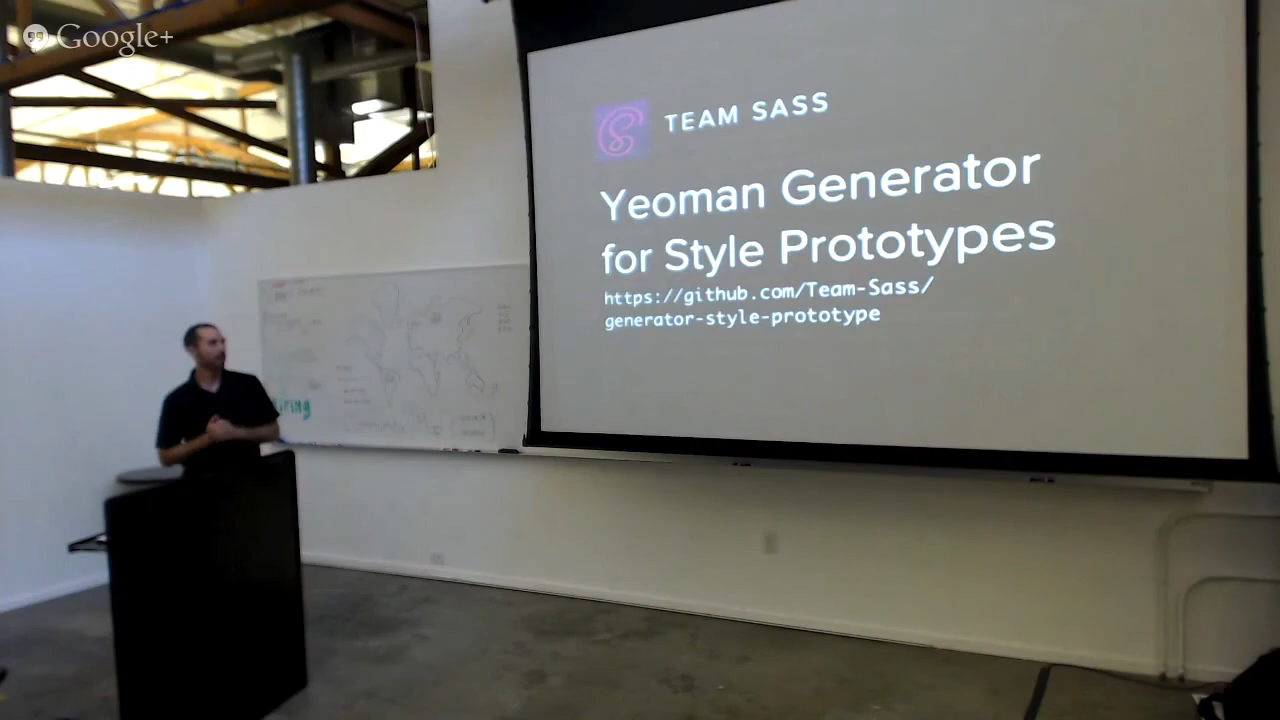 Google+
TEAM SASS
Yeoman Generator
for Style Prototypes
https://github.com/Team-Sass/
generator-style-prototype